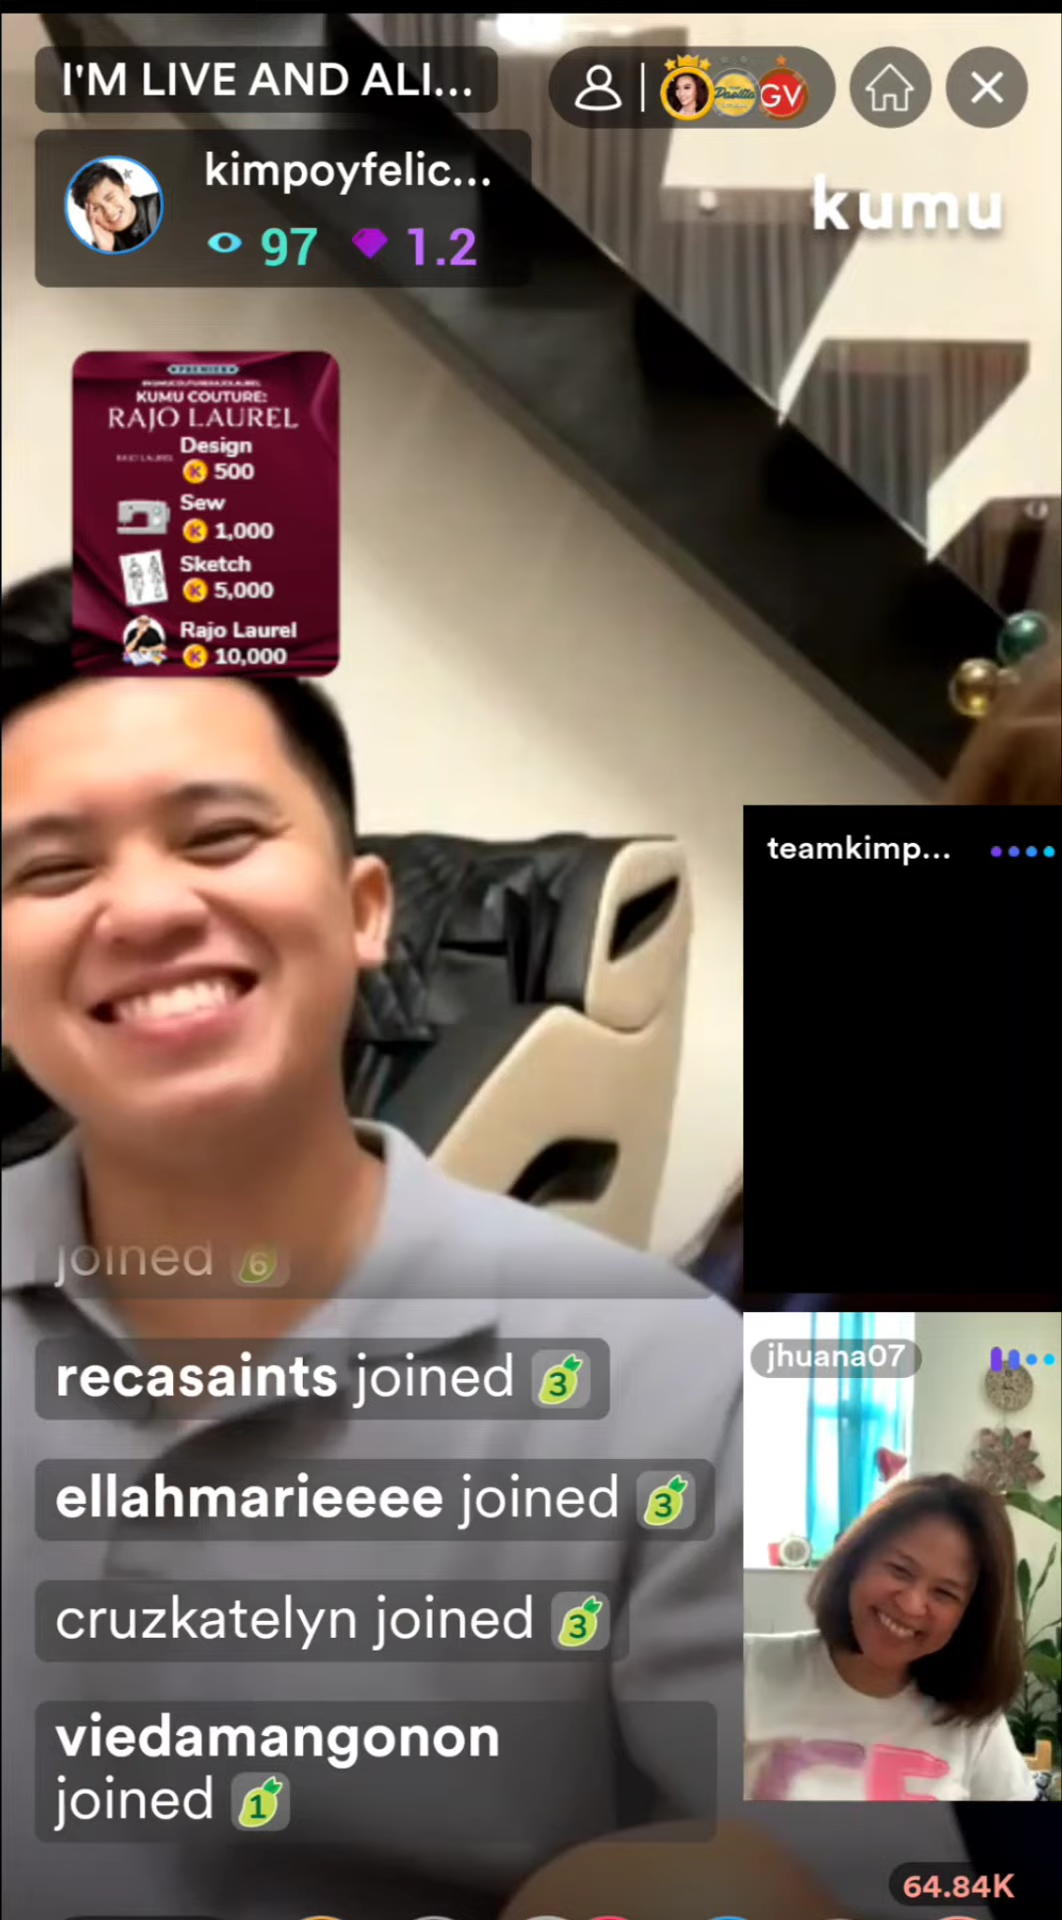 I'M LIVE AND ALI...
GV
kimpoyfelic...
97 1.2
kumu
PREMIER
KUMU COUTURE:
RAJO LAUREL
Design
500
Sew
1,000
Sketch
5,000
Rajo Laurel
10,000
teamkimp...
joined 6
jhuana07
recasaints joined 3
ellahmarieeee joined 3
cruzkatelyn joined 3
viedamangonon
joined 1
64.84K